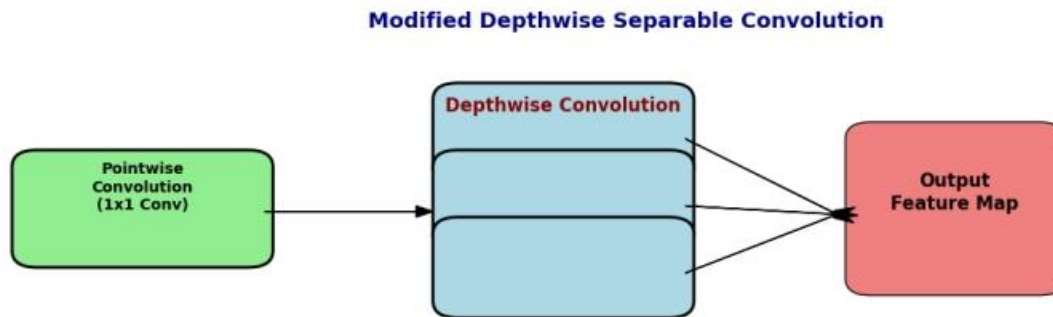 Modified Depthwise Separable Convolution
Pointwise
Convolution
(1x1 Conv)
Depthwise Convolution
Output
Feature Map